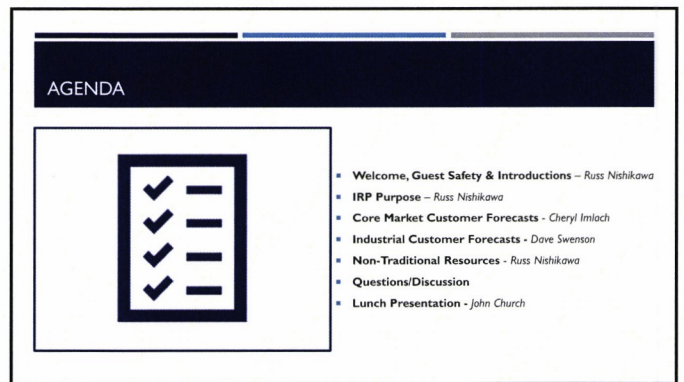 AGENDA
▪ Welcome, Guest Safety & Introductions – Russ Nishikawa
▪ IRP Purpose – Russ Nishikawa
▪ Core Market Customer Forecasts - Cheryl Imlach
▪ Industrial Customer Forecasts - Dave Swenson
▪ Non-Traditional Resources - Russ Nishikawa
▪ Questions/Discussion
▪ Lunch Presentation - John Church